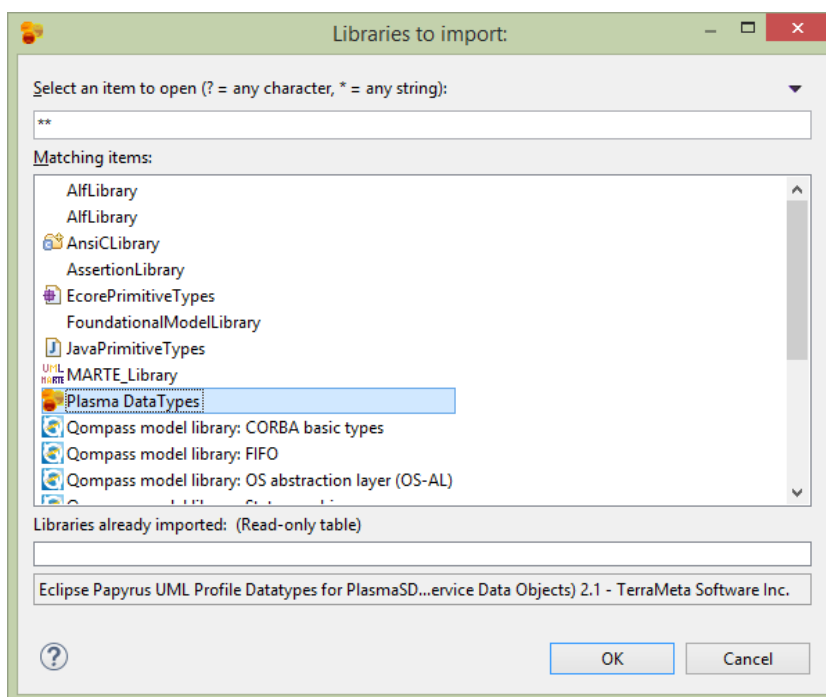 Libraries to import:
Select an item to open (? = any character, * = any string):
**
Matching items:
AlfLibrary
AlfLibrary
AnsiCLibrary
AssertionLibrary
EcorePrimitiveTypes
FoundationalModelLibrary
JavaPrimitiveTypes
UML MARTE MARTE_Library
Plasma DataTypes
Qompass model library: CORBA basic types
Qompass model library: FIFO
Qompass model library: OS abstraction layer (OS-AL)
Libraries already imported: (Read-only table)
Eclipse Papyrus UML Profile Datatypes for PlasmaSD...ervice Data Objects) 2.1 - TerraMeta Software Inc.
? OK Cancel